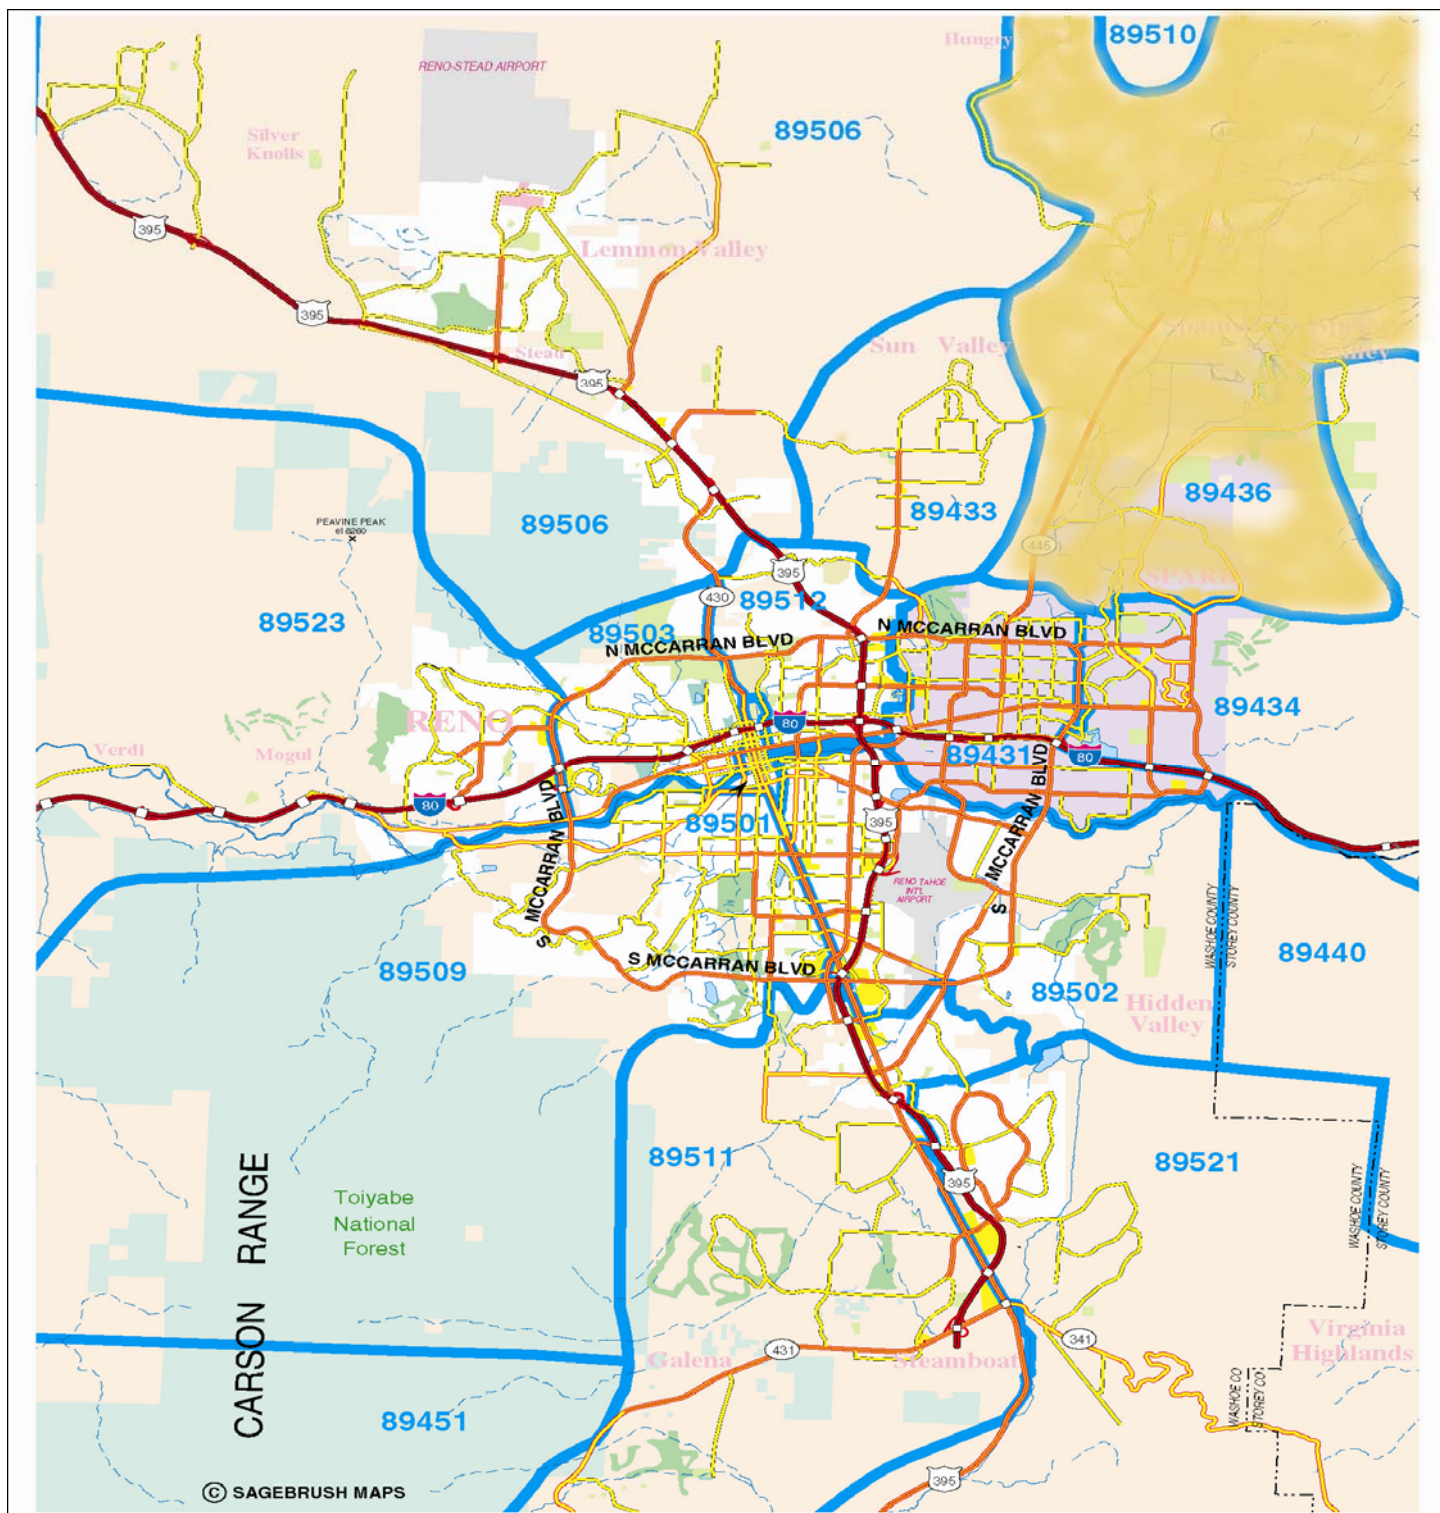 Hungry
89510
RENO-STEAD AIRPORT
89506
Silver
Knolls
395
Lemmon Valley
395
Stead
395
Sun Valley
89436
89433
89506
PEAVINE PEAK
el 8260
445
395
SPARKS
430
89512
89523
89503
N MCCARRAN BLVD
N MCCARRAN BLVD
RENO
80
89434
Verdi
Mogul
89431
80
80
89501
395
S MCCARRAN BLVD
S MCCARRAN BLVD
RENO TAHOE
INT'L
AIRPORT
WASHOE COUNTY
STOREY COUNTY
89440
89509
S MCCARRAN BLVD
89502
Hidden
Valley
89511
89521
395
CARSON RANGE
Toiyabe
National
Forest
WASHOE COUNTY
STOREY COUNTY
431
341
Galena
Steamboat
Virginia
Highlands
WASHOE CO
STOREY CO
89451
395
© SAGEBRUSH MAPS